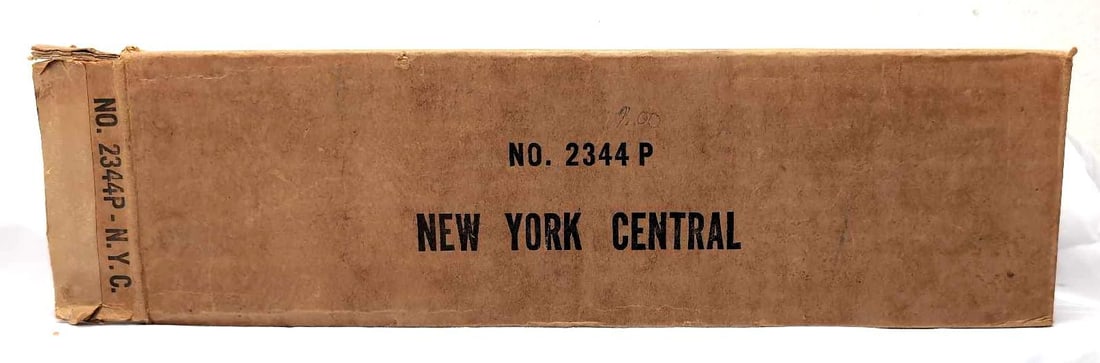 NO. 2344P - N.Y.C.
NO. 2344 P
NEW YORK CENTRAL